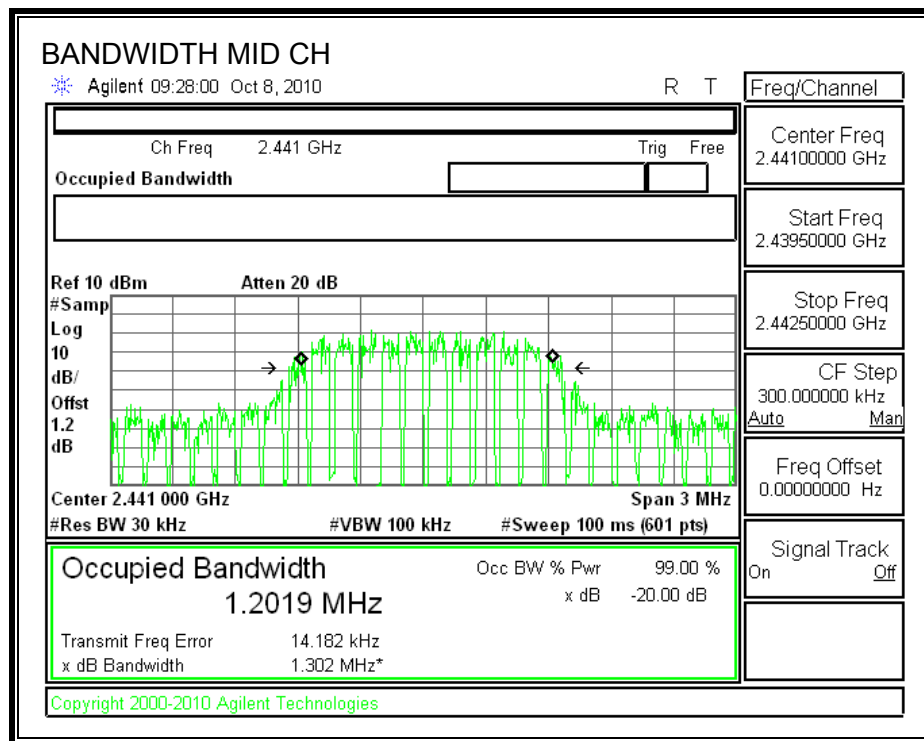 BANDWIDTH MID CH
Agilent 09:28:00 Oct 8, 2010 R T
Ch Freq 2.441 GHz Trig Free
Occupied Bandwidth
Ref 10 dBm Atten 20 dB
#Samp
Log
10
dB/
Offst
1.2
dB
Center 2.441 000 GHz Span 3 MHz
#Res BW 30 kHz #VBW 100 kHz #Sweep 100 ms (601 pts)
Occupied Bandwidth Occ BW % Pwr 99.00 %
1.2019 MHz x dB -20.00 dB
Transmit Freq Error 14.182 kHz
x dB Bandwidth 1.302 MHz*
Copyright 2000-2010 Agilent Technologies
Freq/Channel
Center Freq
2.44100000 GHz
Start Freq
2.43950000 GHz
Stop Freq
2.44250000 GHz
CF Step
300.000000 kHz
Auto Man
Freq Offset
0.00000000 Hz
Signal Track
On Off